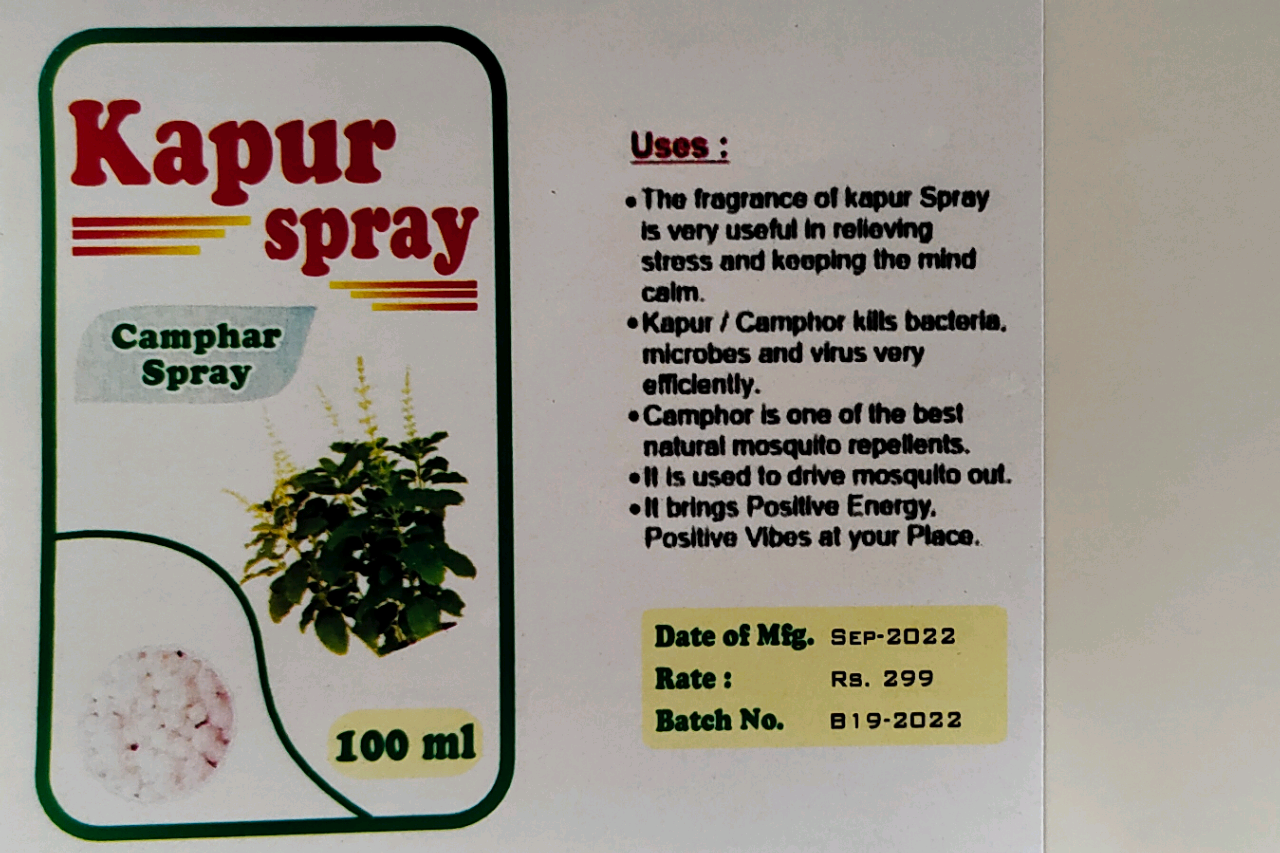 Kapur
spray
Camphar
Spray
100 ml
Uses :
• The fragrance of kapur Spray
is very useful in relieving
stress and keeping the mind
calm.
• Kapur / Camphor kills bacteria,
microbes and virus very
efficiently.
• Camphor is one of the best
natural mosquito repellents.
• It is used to drive mosquito out.
• It brings Positive Energy,
Positive Vibes at your Place.
Date of Mfg. SEP-2022
Rate : Rs. 299
Batch No. B19-2022